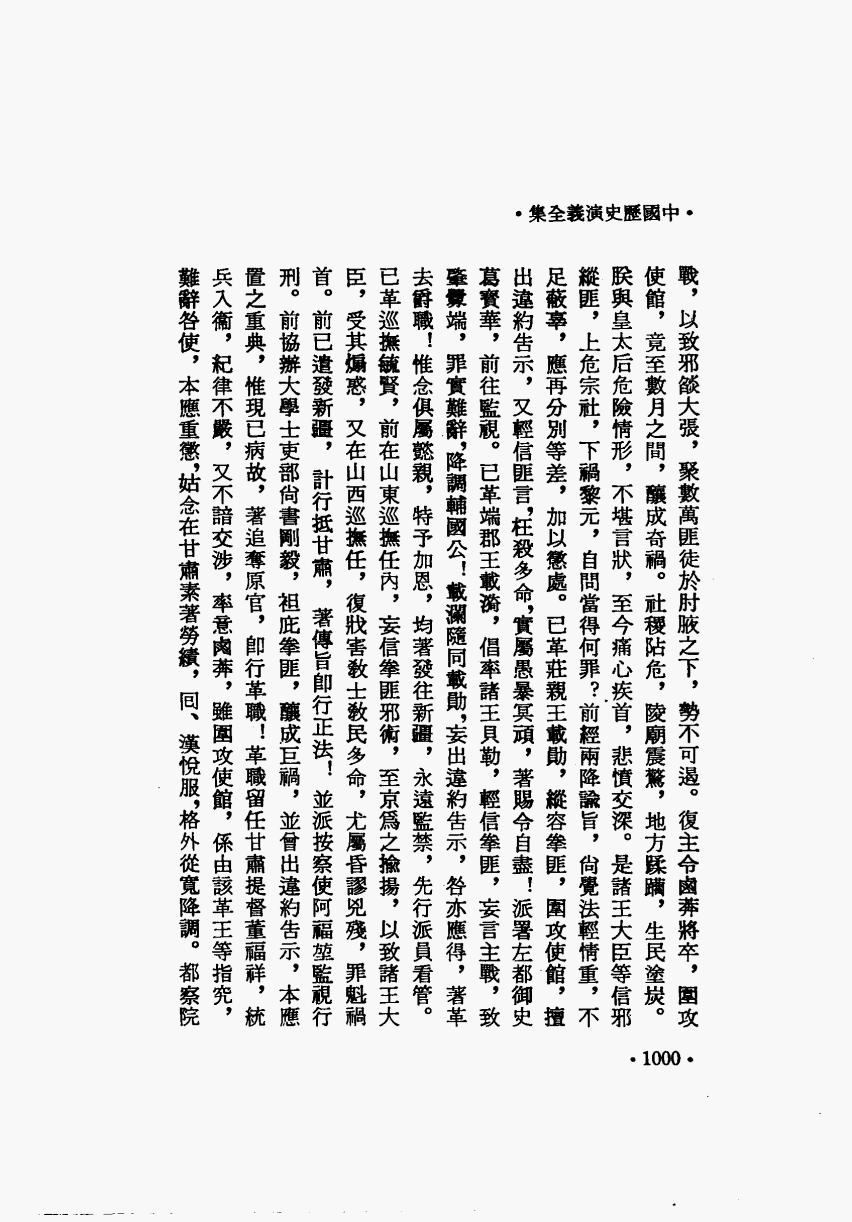 •中國歷史演義全集•
戰，以致邪燄大張，聚數萬匪徒於肘腋之下，勢不可遏。復主令鹵莽將卒，圍攻
使館，竟至數月之間，釀成奇禍。社稷阽危，陵廟震驚，地方蹂躪，生民塗炭。
朕與皇太后危險情形，不堪言狀，至今痛心疾首，悲憤交深。是諸王大臣等信邪
縱匪，上危宗社，下禍黎元，自問當得何罪？前經兩降諭旨，尙覺法輕情重，不
足蔽辜，應再分別等差，加以懲處。已革莊親王載勛，縱容拳匪，圍攻使館，擅
出違約告示，又輕信匪言，枉殺多命，實屬愚暴冥頑，著賜令自盡！派署左都御史
葛寶華，前往監視。已革端郡王載漪，倡率諸王貝勒，輕信拳匪，妄言主戰，致
肇釁端，罪實難辭，降調輔國公！載瀾隨同載勛，妄出違約告示，咎亦應得，著革
去爵職！惟念俱屬懿親，特予加恩，均著發往新疆，永遠監禁，先行派員看管。
已革巡撫毓賢，前在山東巡撫任內，妄信拳匪邪術，至京爲之揄揚，以致諸王大
臣，受其煽惑，又在山西巡撫任，復戕害敎士敎民多命，尤屬昏謬兇殘，罪魁禍
首。前已遣發新疆，計行抵甘肅，著傳旨卽行正法！並派按察使阿福堃監視行
刑。前協辦大學士吏部尙書剛毅，袒庇拳匪，釀成巨禍，並曾出違約告示，本應
置之重典，惟現已病故，著追奪原官，卽行革職！革職留任甘肅提督董福祥，統
兵入衞，紀律不嚴，又不諳交涉，率意鹵莽，雖圍攻使館，係由該革王等指究，
難辭咎使，本應重懲，姑念在甘肅素著勞績，囘、漢悅服，格外從寬降調。都察院
•1000•